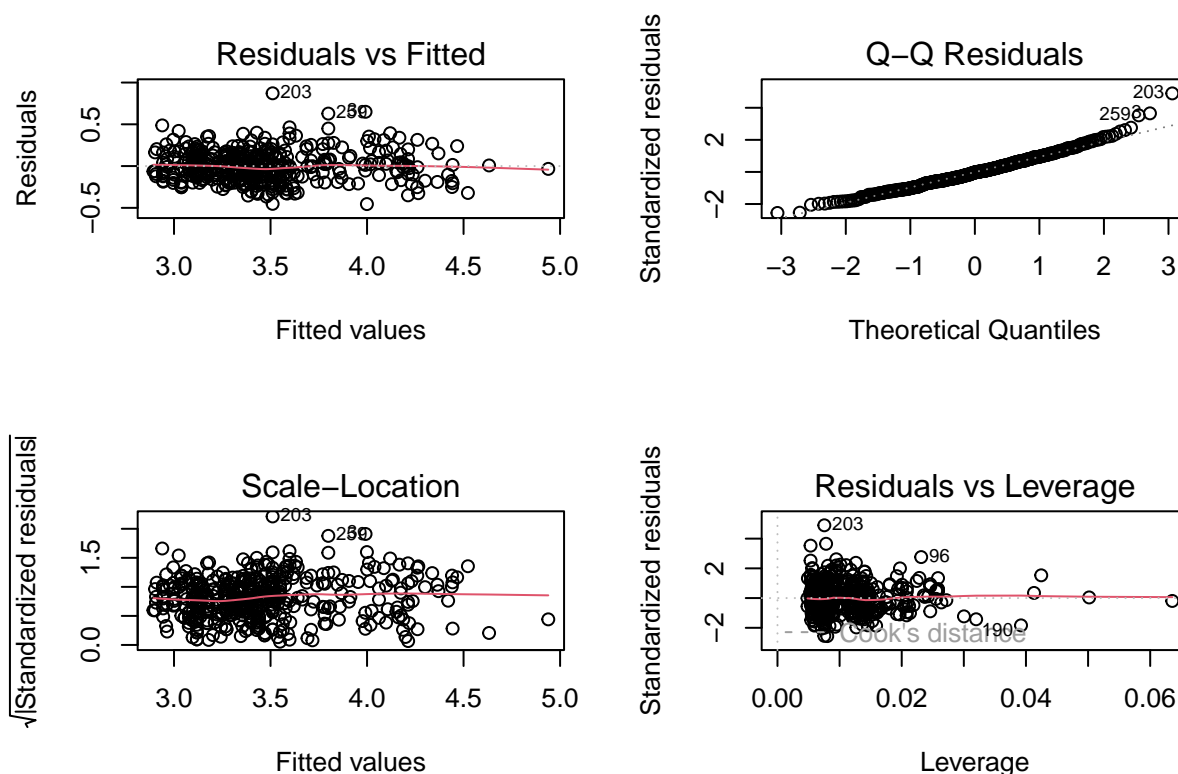 Residuals vs Fitted
Residuals
0.5
−0.5
203
259
3.0 3.5 4.0 4.5 5.0
Fitted values
Q−Q Residuals
Standardized residuals
2
−2
203
259
3
−3 −2 −1 0 1 2 3
Theoretical Quantiles
Scale−Location
√|Standardized residuals|
1.5
0.0
203
259
3.0 3.5 4.0 4.5 5.0
Fitted values
Residuals vs Leverage
Standardized residuals
2
−2
203
96
190
Cook's distance
0.00 0.02 0.04 0.06
Leverage